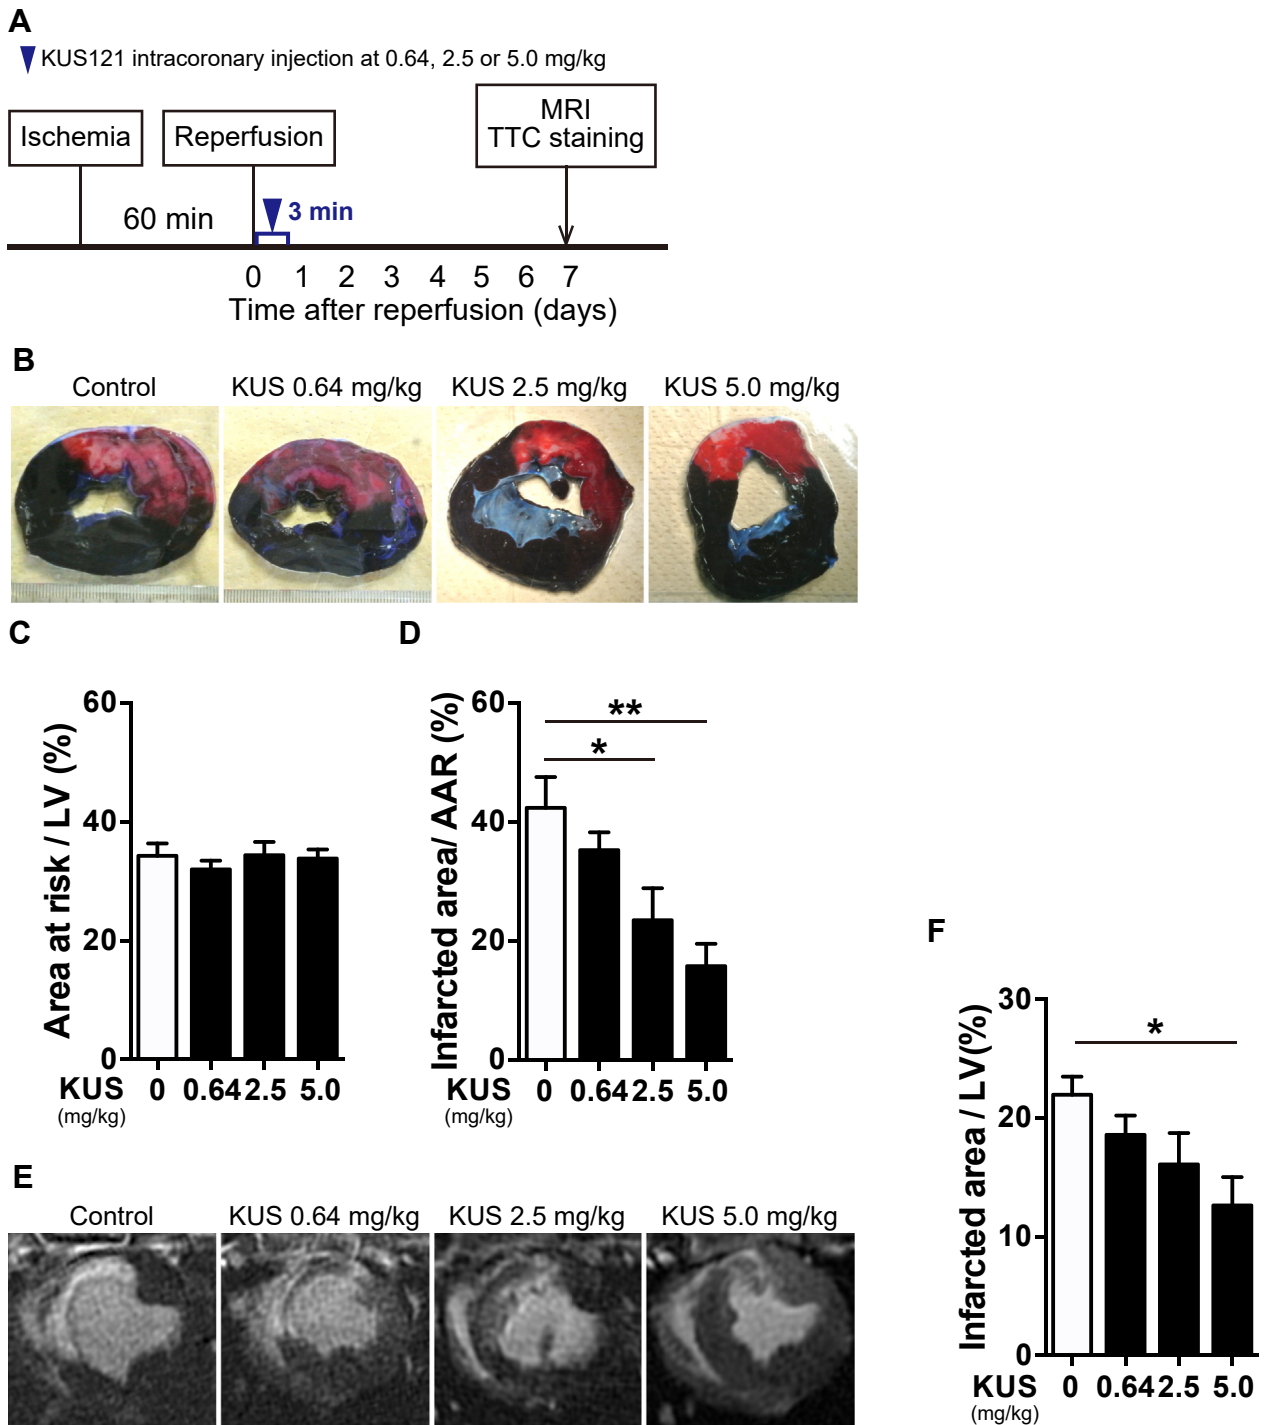 A
KUS121 intracoronary injection at 0.64, 2.5 or 5.0 mg/kg
Ischemia
Reperfusion
MRI
TTC staining
60 min
3 min
0 1 2 3 4 5 6 7
Time after reperfusion (days)
B
Control KUS 0.64 mg/kg KUS 2.5 mg/kg KUS 5.0 mg/kg
C
Area at risk / LV (%)
60
40
20
0
KUS 0 0.64 2.5 5.0
(mg/kg)
D
Infarcted area/ AAR (%)
60
40
20
0
**
*
KUS 0 0.64 2.5 5.0
(mg/kg)
E
Control KUS 0.64 mg/kg KUS 2.5 mg/kg KUS 5.0 mg/kg
F
Infarcted area / LV(%)
30
20
10
0
*
KUS 0 0.64 2.5 5.0
(mg/kg)